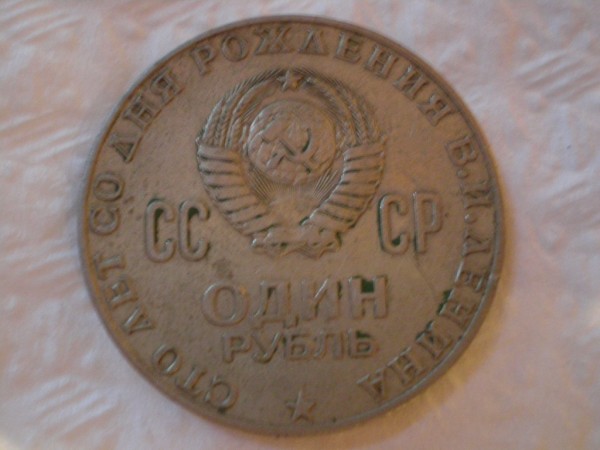 СТО ЛЕТ СО ДНЯ РОЖДЕНИЯ В.И.ЛЕНИНА
СС СР
ОДИН
РУБЛЬ